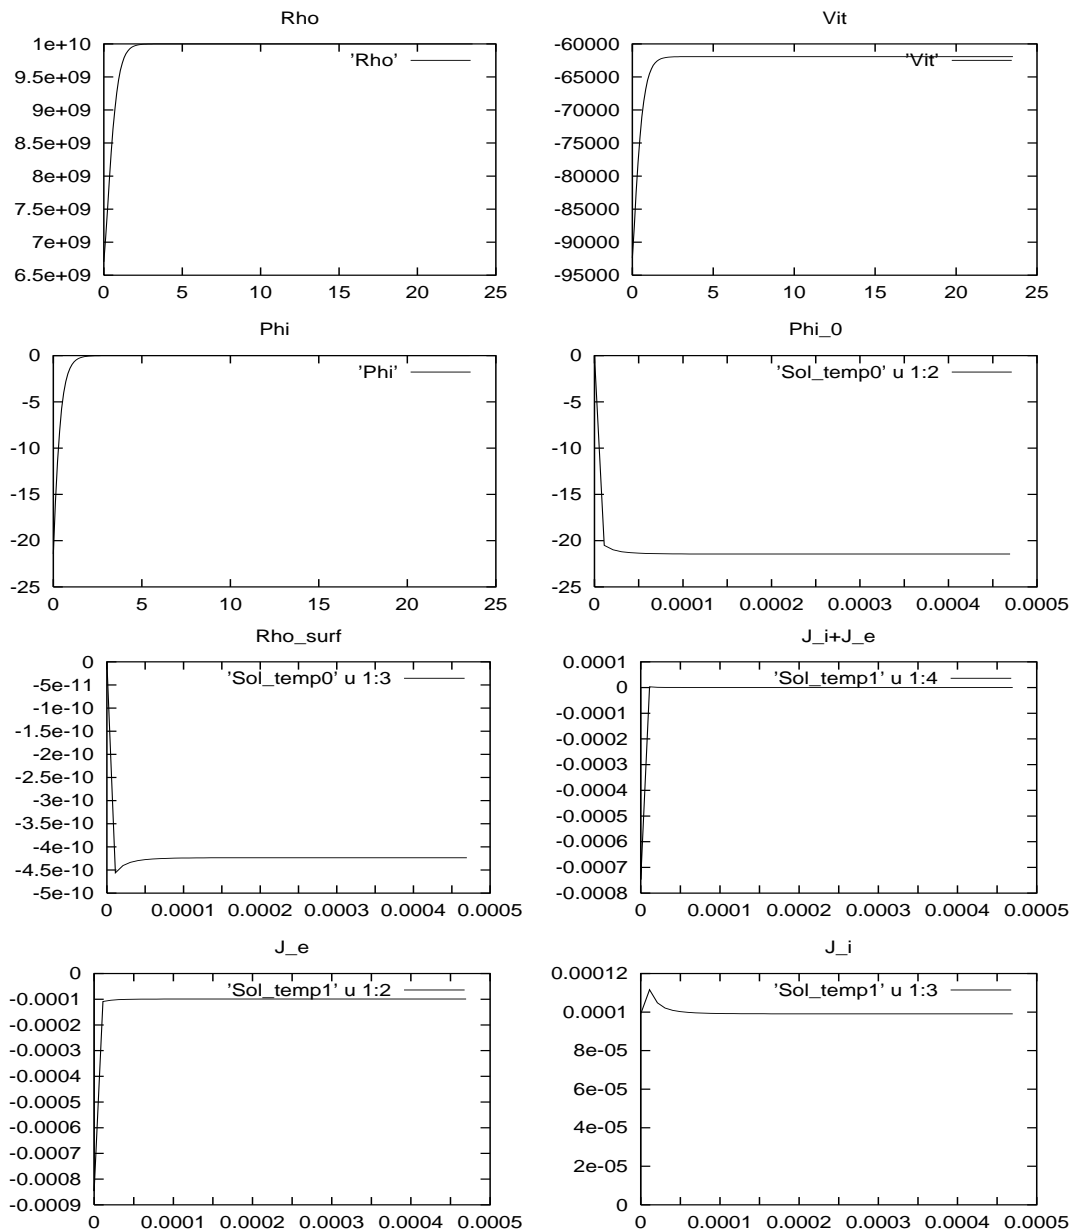 Rho
1e+10
9.5e+09
9e+09
8.5e+09
8e+09
7.5e+09
7e+09
6.5e+09
0 5 10 15 20 25
'Rho'
Vit
-60000
-65000
-70000
-75000
-80000
-85000
-90000
-95000
0 5 10 15 20 25
'Vit'
Phi
0
-5
-10
-15
-20
-25
0 5 10 15 20 25
'Phi'
Phi_0
0
-5
-10
-15
-20
-25
0 0.0001 0.0002 0.0003 0.0004 0.0005
'Sol_temp0' u 1:2
Rho_surf
0
-5e-11
-1e-10
-1.5e-10
-2e-10
-2.5e-10
-3e-10
-3.5e-10
-4e-10
-4.5e-10
-5e-10
0 0.0001 0.0002 0.0003 0.0004 0.0005
'Sol_temp0' u 1:3
J_i+J_e
0.0001
0
-0.0001
-0.0002
-0.0003
-0.0004
-0.0005
-0.0006
-0.0007
-0.0008
0 0.0001 0.0002 0.0003 0.0004 0.0005
'Sol_temp1' u 1:4
J_e
0
-0.0001
-0.0002
-0.0003
-0.0004
-0.0005
-0.0006
-0.0007
-0.0008
-0.0009
0 0.0001 0.0002 0.0003 0.0004 0.0005
'Sol_temp1' u 1:2
J_i
0.00012
0.0001
8e-05
6e-05
4e-05
2e-05
0
0 0.0001 0.0002 0.0003 0.0004 0.0005
'Sol_temp1' u 1:3